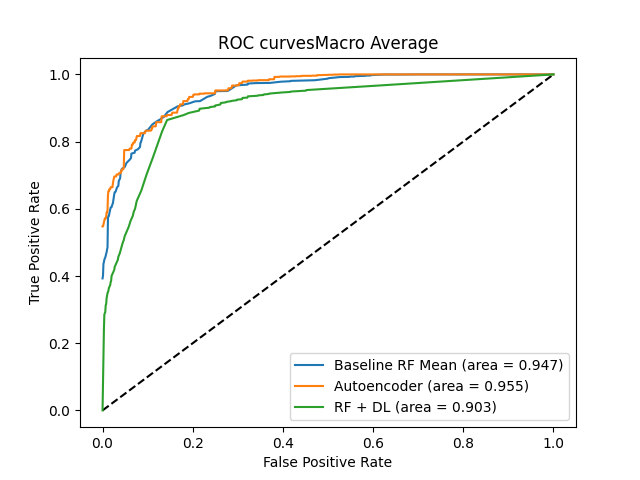 ROC curvesMacro Average
True Positive Rate
1.0
0.8
0.6
0.4
0.2
0.0
Baseline RF Mean (area = 0.947)
Autoencoder (area = 0.955)
RF + DL (area = 0.903)
0.0 0.2 0.4 0.6 0.8 1.0
False Positive Rate